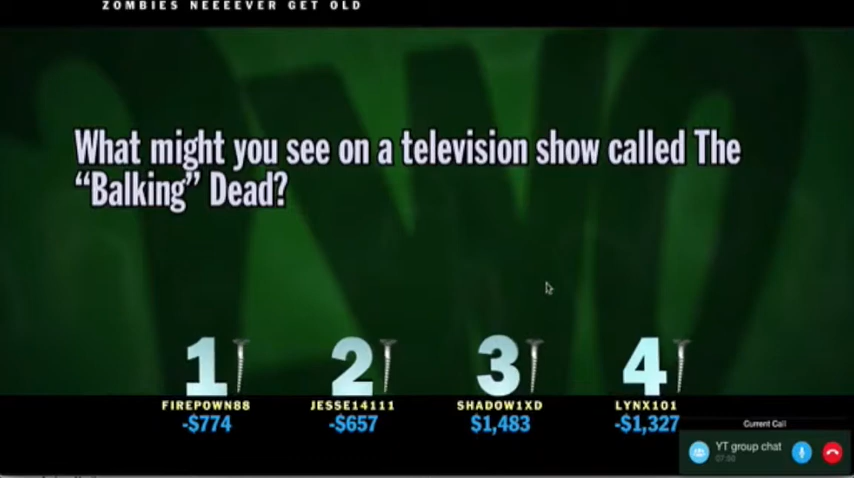 ZOMBIES NEEEEVER GET OLD
What might you see on a television show called The
“Balking” Dead?
1 2 3 4
FIREPOWN88 JESSE14111 SHADOW1XD LYNX101
-$774 -$657 $1,483 -$1,327
Current Call
YT group chat